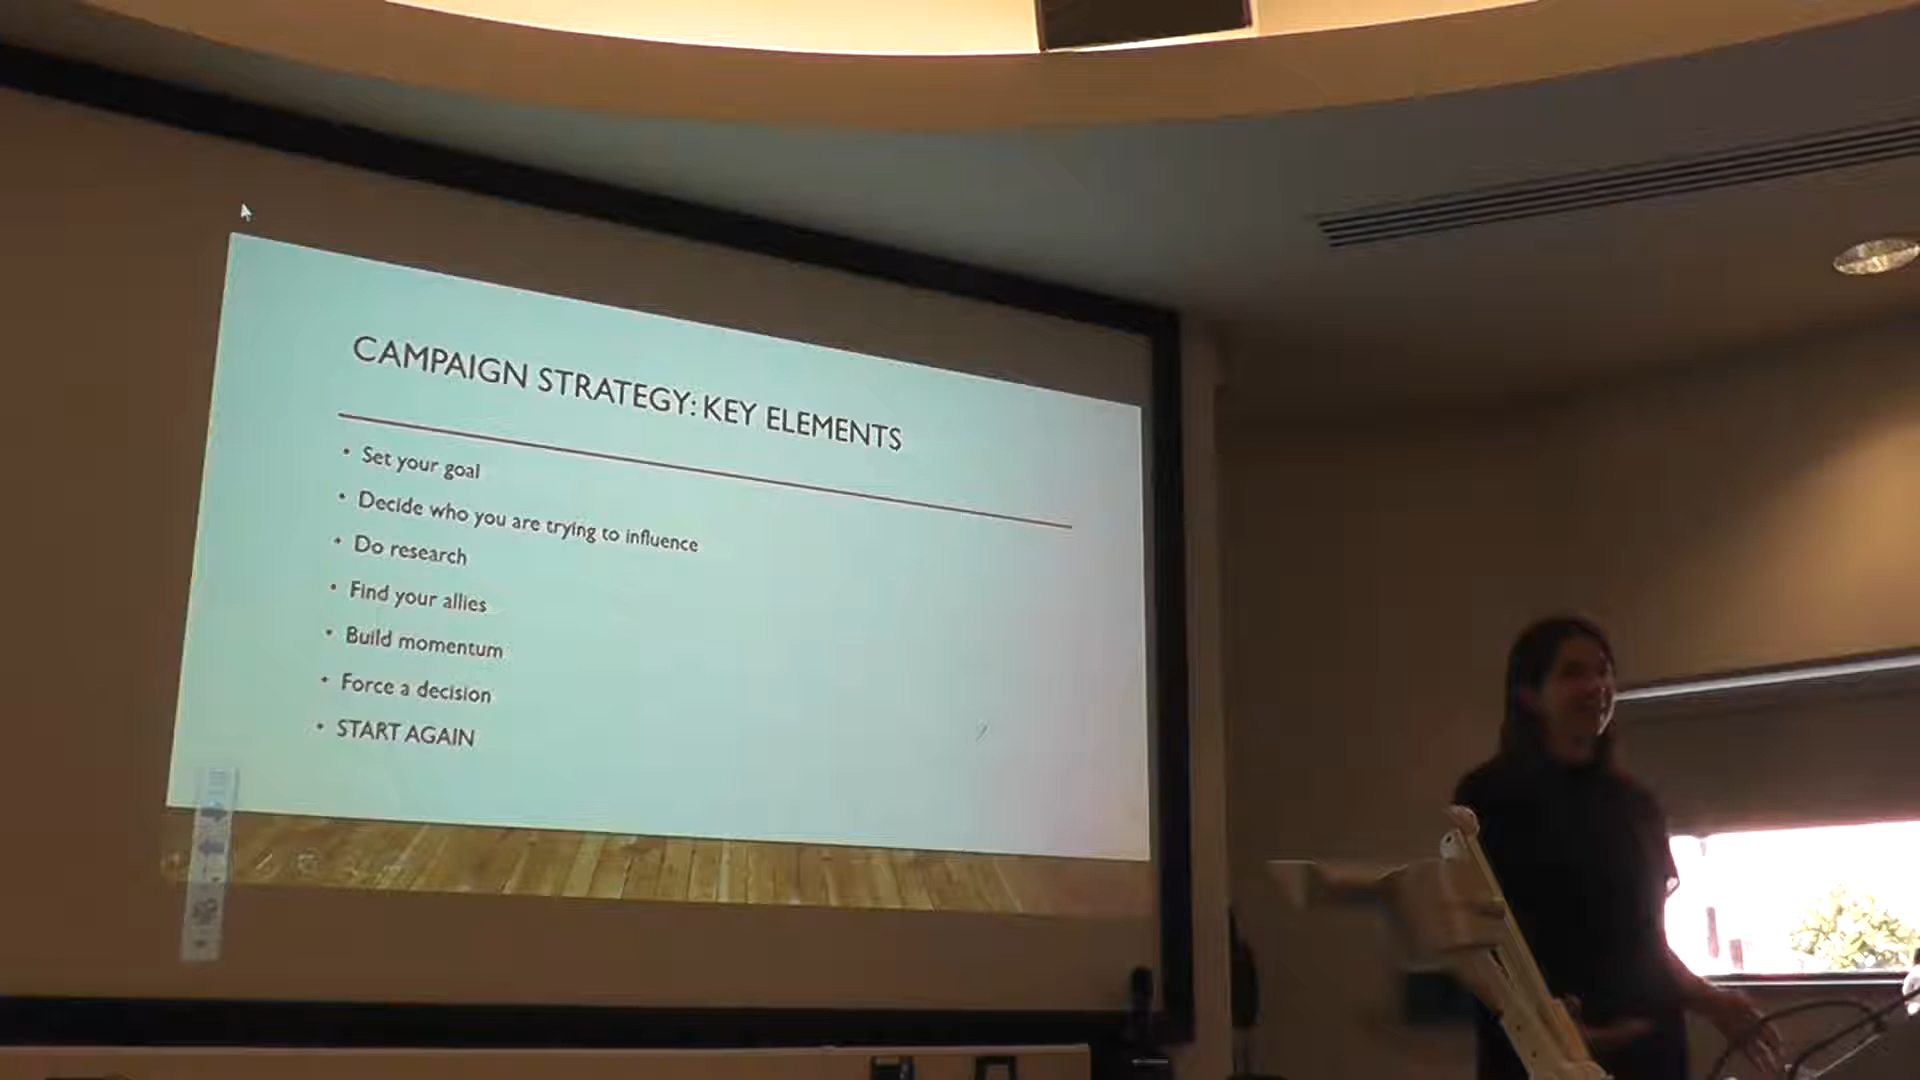 CAMPAIGN STRATEGY: KEY ELEMENTS
• Set your goal
• Decide who you are trying to influence
• Do research
• Find your allies
• Build momentum
• Force a decision
• START AGAIN